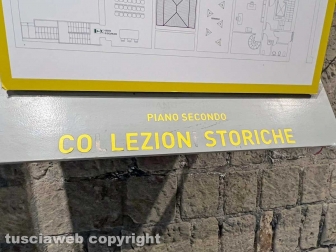 PIANO SECONDO
COLLEZIONI STORICHE
tusciaweb copyright